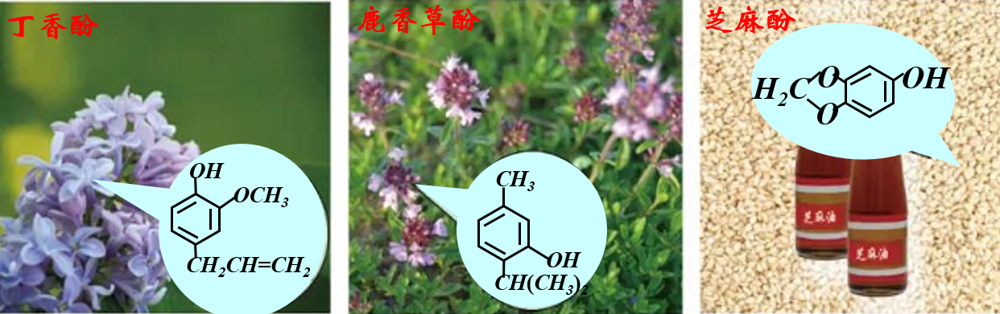 丁香酚
OH
OCH₃
CH₂CH=CH₂
鹿香草酚
CH₃
OH
CH(CH₃)₂
芝麻酚
H₂C
O
O
OH
芝麻油
芝麻油